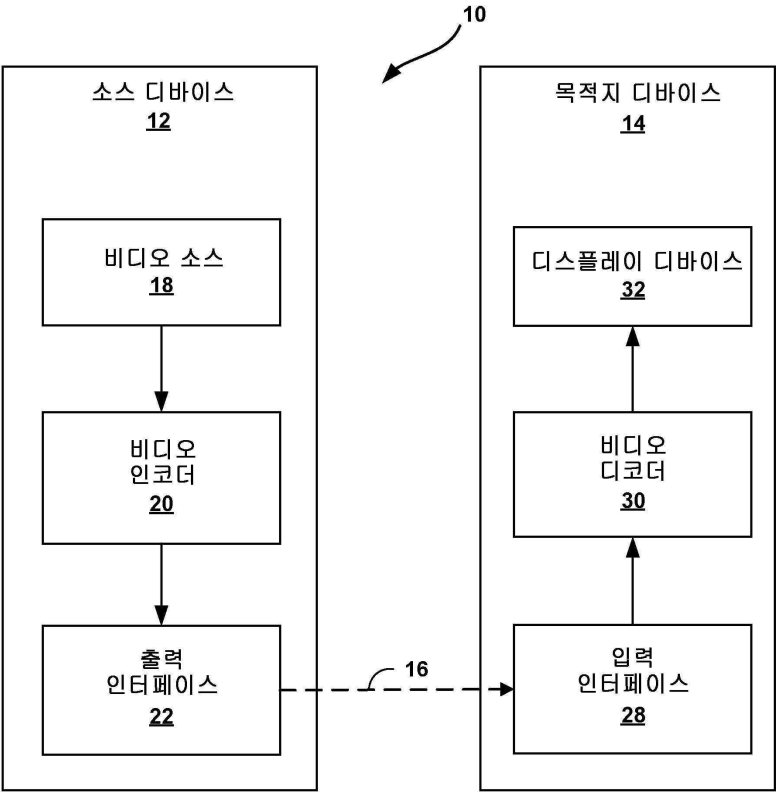 10
소스 디바이스
12
비디오 소스
18
비디오
인코더
20
출력
인터페이스
22
16
목적지 디바이스
14
디스플레이 디바이스
32
비디오
디코더
30
입력
인터페이스
28